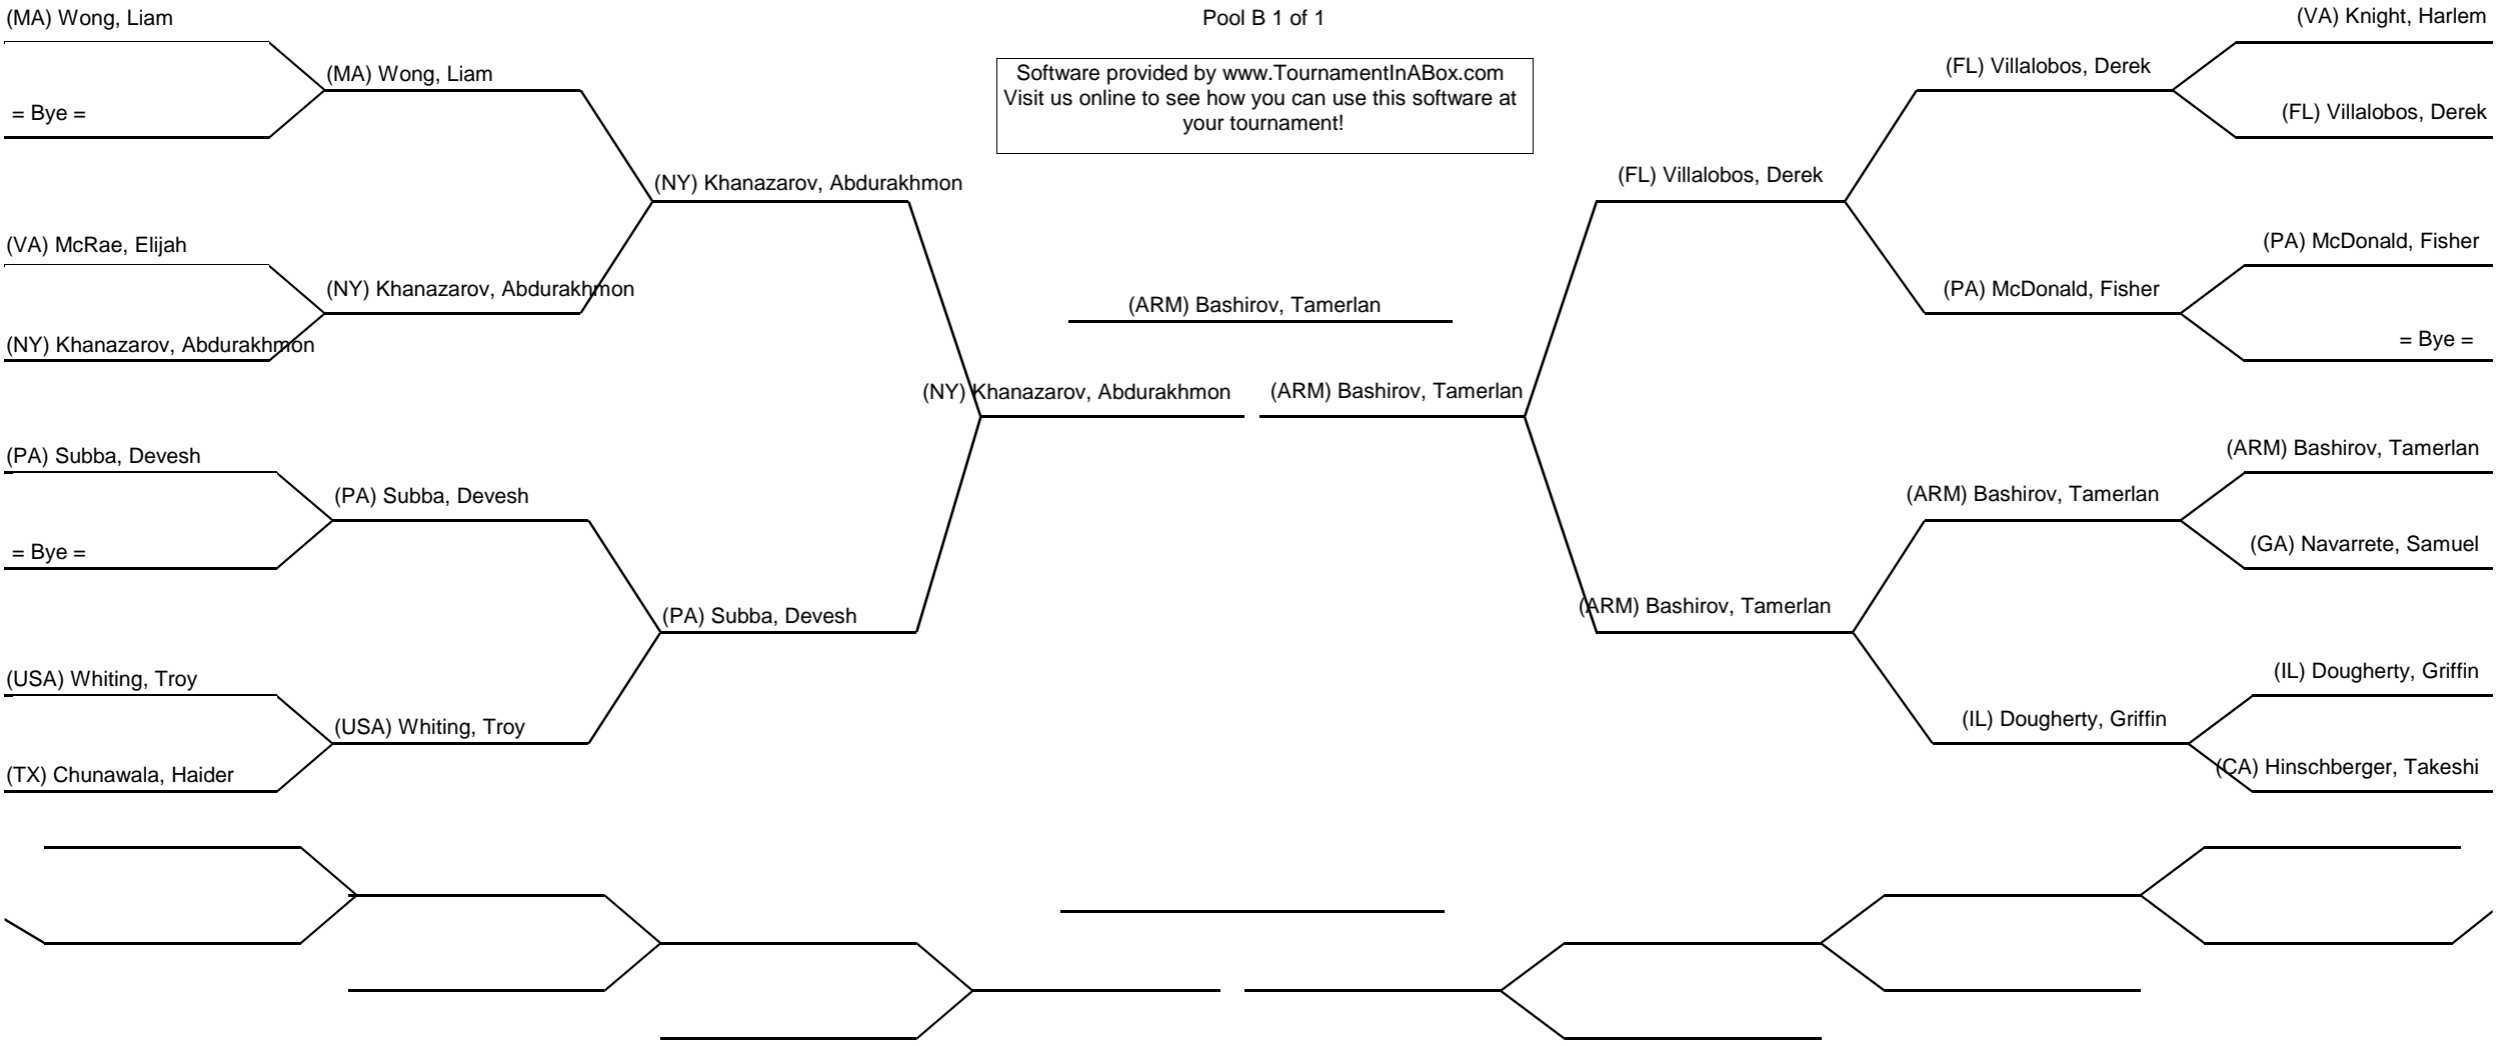 Pool B 1 of 1
Software provided by www.TournamentInABox.com
Visit us online to see how you can use this software at
your tournament!
(MA) Wong, Liam
= Bye =
(VA) McRae, Elijah
(NY) Khanazarov, Abdurakhmon
(PA) Subba, Devesh
= Bye =
(USA) Whiting, Troy
(TX) Chunawala, Haider
(MA) Wong, Liam
(NY) Khanazarov, Abdurakhmon
(PA) Subba, Devesh
(USA) Whiting, Troy
(NY) Khanazarov, Abdurakhmon
(PA) Subba, Devesh
(NY) Khanazarov, Abdurakhmon
(ARM) Bashirov, Tamerlan
(ARM) Bashirov, Tamerlan
(FL) Villalobos, Derek
(ARM) Bashirov, Tamerlan
(FL) Villalobos, Derek
(PA) McDonald, Fisher
(ARM) Bashirov, Tamerlan
(IL) Dougherty, Griffin
(VA) Knight, Harlem
(FL) Villalobos, Derek
(PA) McDonald, Fisher
= Bye =
(ARM) Bashirov, Tamerlan
(GA) Navarrete, Samuel
(IL) Dougherty, Griffin
(CA) Hinschberger, Takeshi